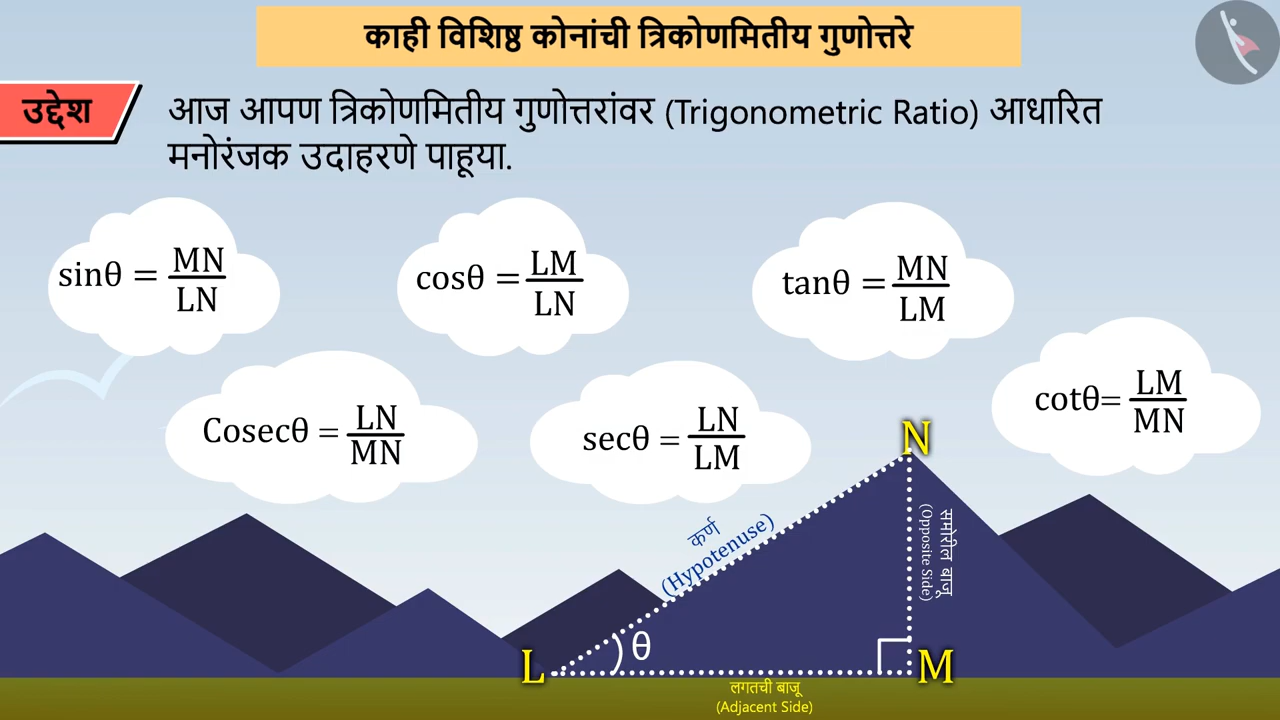 काही विशिष्ठ कोनांची त्रिकोणमितीय गुणोत्तरे
उद्देश
आज आपण त्रिकोणमितीय गुणोत्तरांवर (Trigonometric Ratio) आधारित
मनोरंजक उदाहरणे पाहूया.
sinθ = MN/LN
cosθ = LM/LN
tanθ = MN/LM
Cosecθ = LN/MN
secθ = LN/LM
cotθ= LM/MN
N
कर्ण
(Hypotenuse)
समोरील बाजू
(Opposite Side)
θ
L
M
लगतची बाजू
(Adjacent Side)